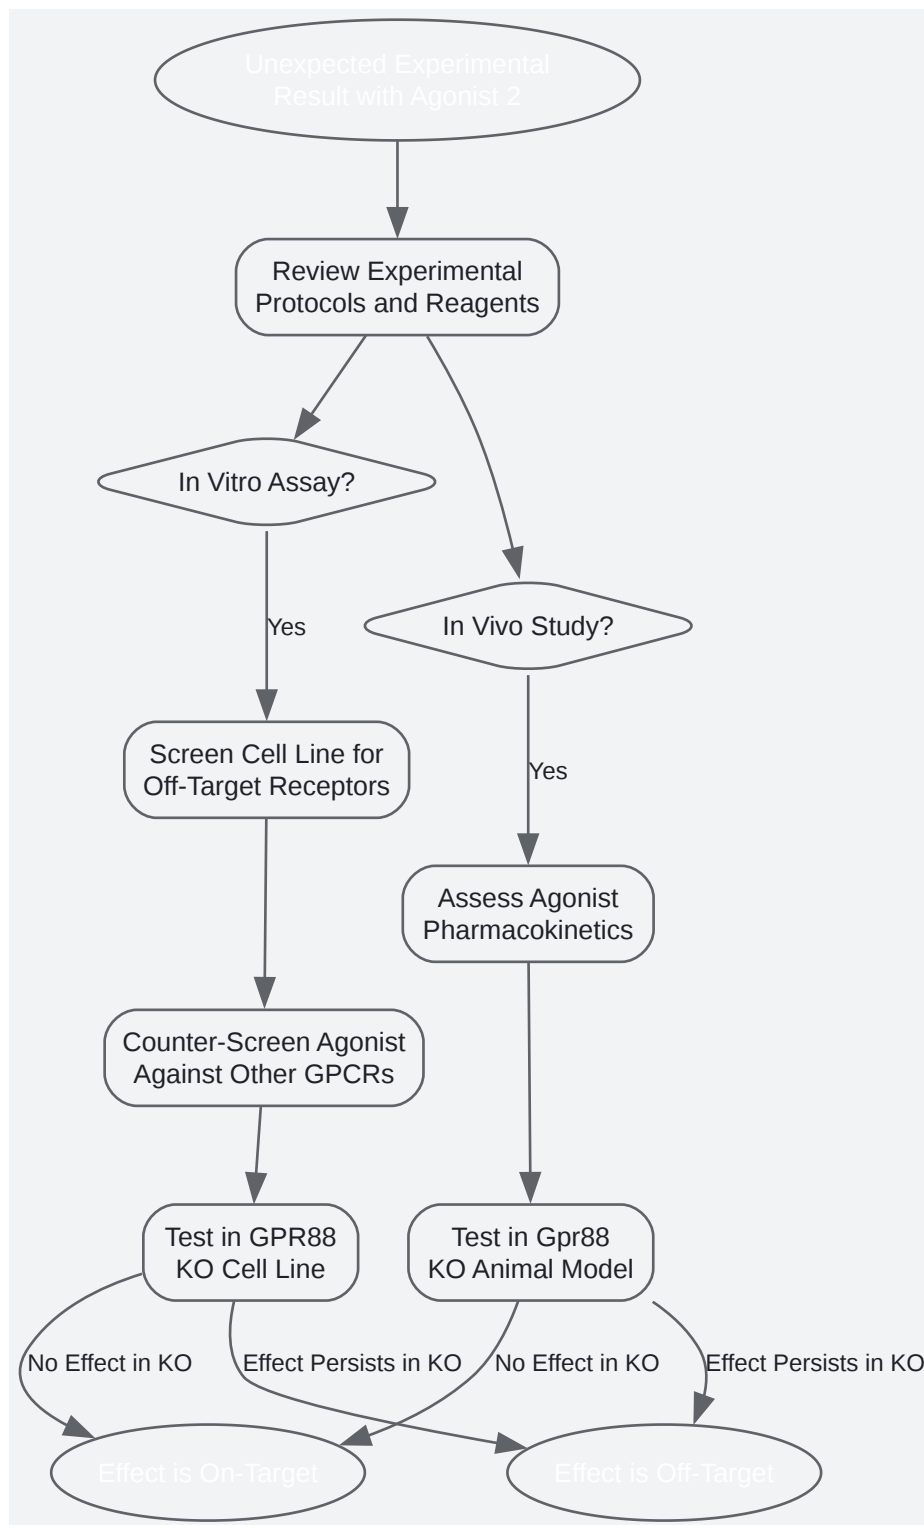 Unexpected Experimental
Result with Agonist 2
Review Experimental
Protocols and Reagents
In Vitro Assay?
In Vivo Study?
Yes
Screen Cell Line for
Off-Target Receptors
Yes
Assess Agonist
Pharmacokinetics
Counter-Screen Agonist
Against Other GPCRs
Test in GPR88
KO Cell Line
Test in Gpr88
KO Animal Model
No Effect in KO
Effect Persists in KO
No Effect in KO
Effect Persists in KO
Effect is On-Target
Effect is Off-Target